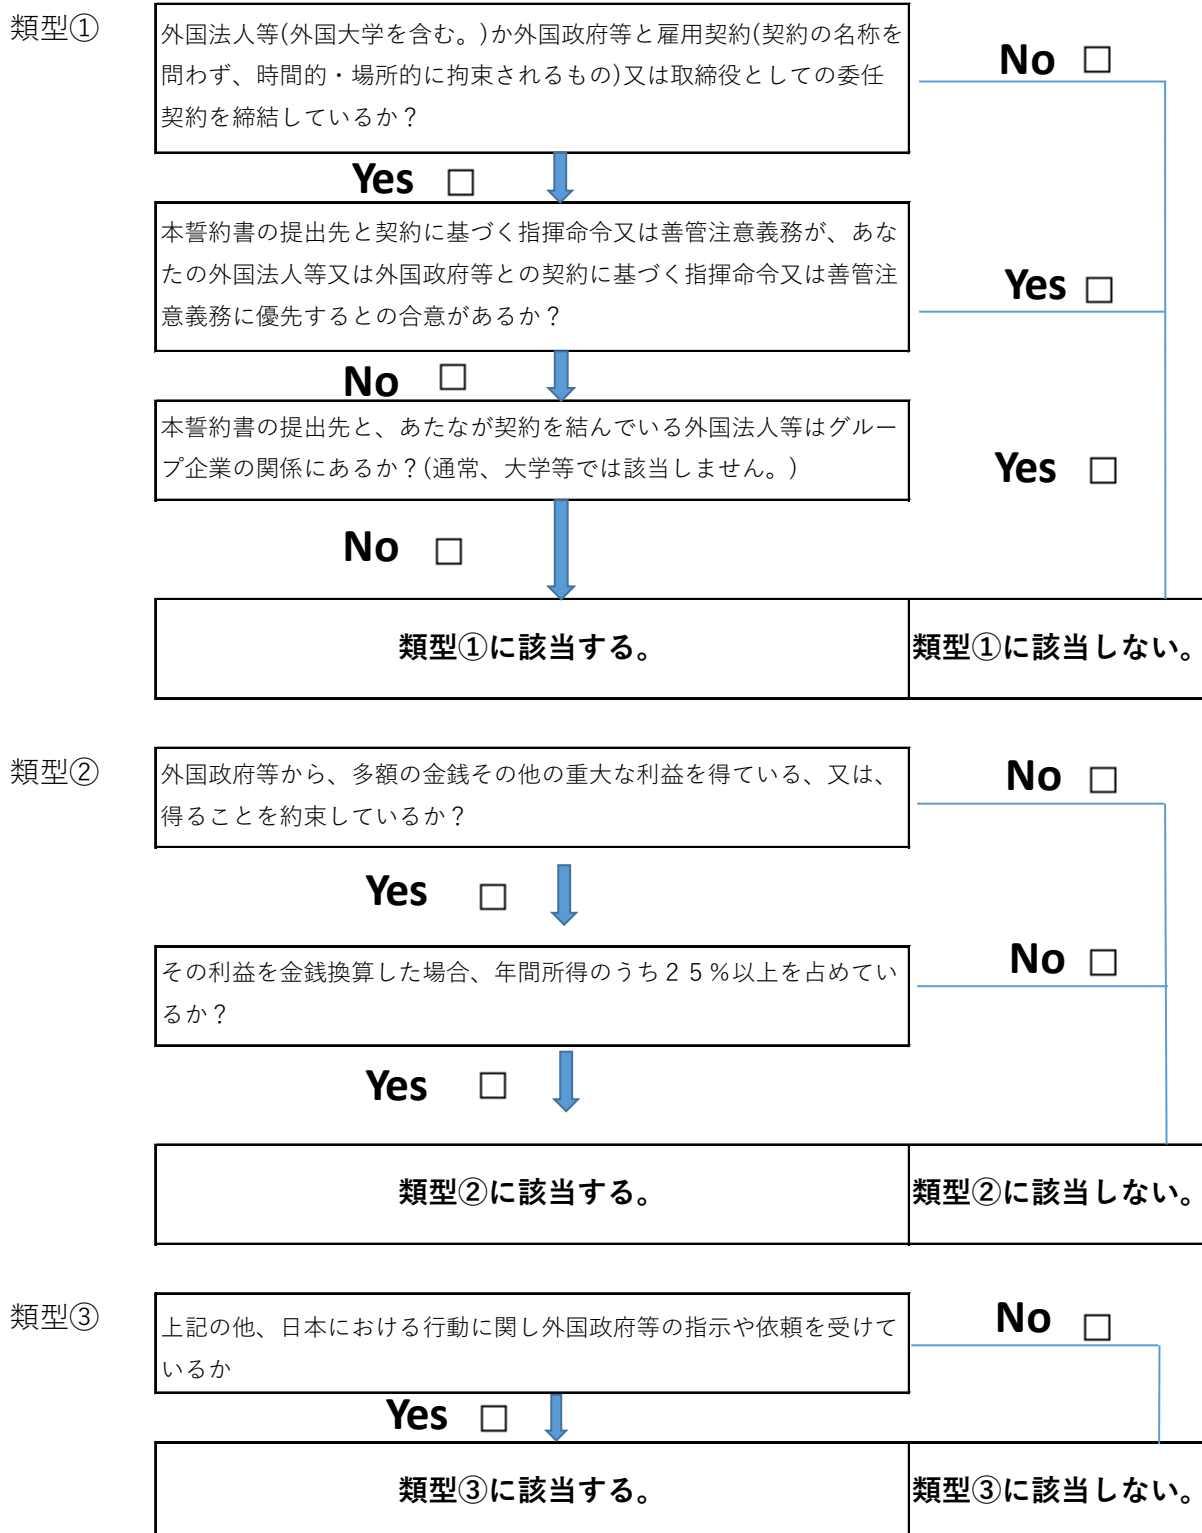 類型①
外国法人等(外国大学を含む。)か外国政府等と雇用契約(契約の名称を
問わず、時間的・場所的に拘束されるもの)又は取締役としての委任
契約を締結しているか？
No □
Yes □
本誓約書の提出先と契約に基づく指揮命令又は善管注意義務が、あな
たの外国法人等又は外国政府等との契約に基づく指揮命令又は善管注
意義務に優先するとの合意があるか？
Yes □
No □
本誓約書の提出先と、あたなが契約を結んでいる外国法人等はグルー
プ企業の関係にあるか？(通常、大学等では該当しません。)
Yes □
No □
類型①に該当する。
類型①に該当しない。
類型②
外国政府等から、多額の金銭その他の重大な利益を得ている、又は、
得ることを約束しているか？
No □
Yes □
その利益を金銭換算した場合、年間所得のうち２５％以上を占めてい
るか？
No □
Yes □
類型②に該当する。
類型②に該当しない。
類型③
上記の他、日本における行動に関し外国政府等の指示や依頼を受けて
いるか
No □
Yes □
類型③に該当する。
類型③に該当しない。